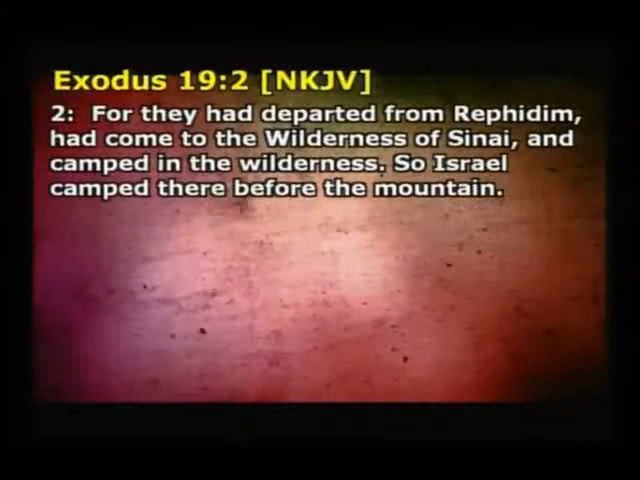 Exodus 19:2 [NKJV]
2:  For they had departed from Rephidim,
had come to the Wilderness of Sinai, and
camped in the wilderness. So Israel
camped there before the mountain.